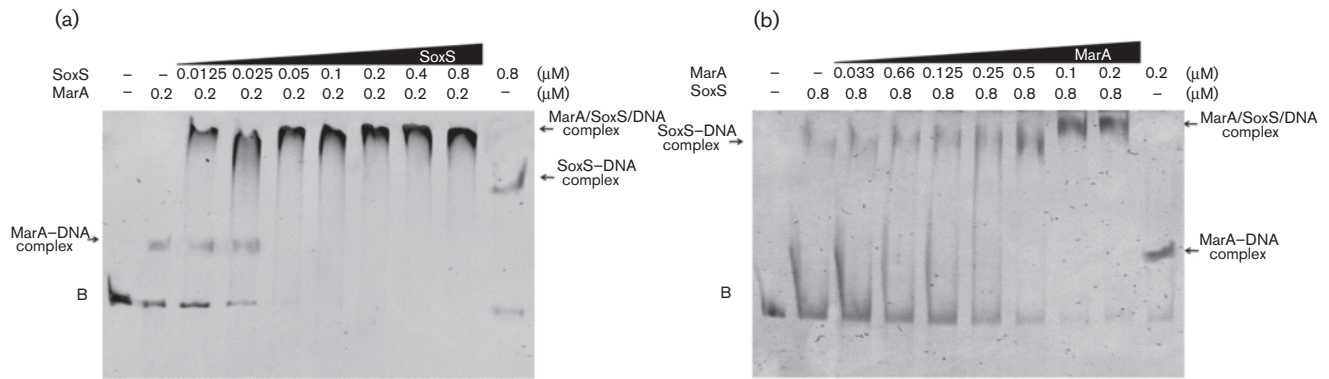 (a)
SoxS
SoxS – – 0.0125 0.025 0.05 0.1 0.2 0.4 0.8 0.8 (μM)
MarA – 0.2 0.2 0.2 0.2 0.2 0.2 0.2 0.2 – (μM)
MarA/SoxS/DNA
complex
SoxS–DNA
complex
MarA–DNA
complex
B
(b)
MarA
MarA – – 0.033 0.66 0.125 0.25 0.5 0.1 0.2 0.2 (μM)
SoxS – 0.8 0.8 0.8 0.8 0.8 0.8 0.8 0.8 – (μM)
SoxS–DNA
complex
MarA/SoxS/DNA
complex
MarA–DNA
complex
B